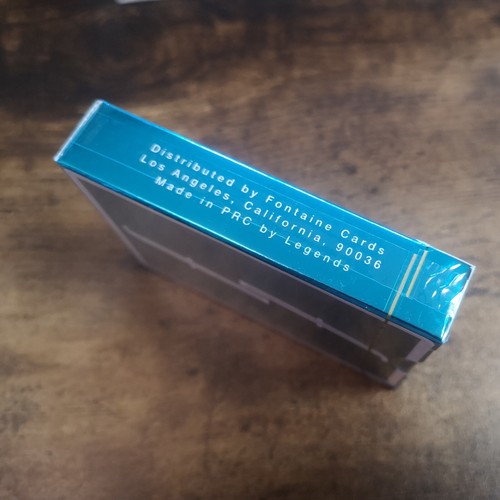 Distributed by Fontaine Cards
Los Angeles, California, 90036
Made in PRC by Legends